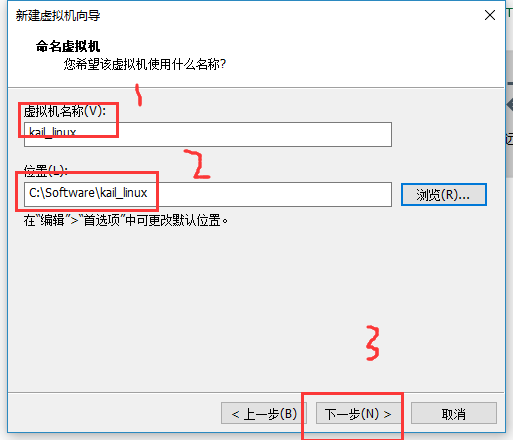 新建虚拟机向导
命名虚拟机
您希望该虚拟机使用什么名称?
1
虚拟机名称(V):
kail_linux
2
位置(L):
C:\Software\kail_linux
浏览(R)...
在"编辑">"首选项"中可更改默认位置。
3
< 上一步(B)
下一步(N) >
取消